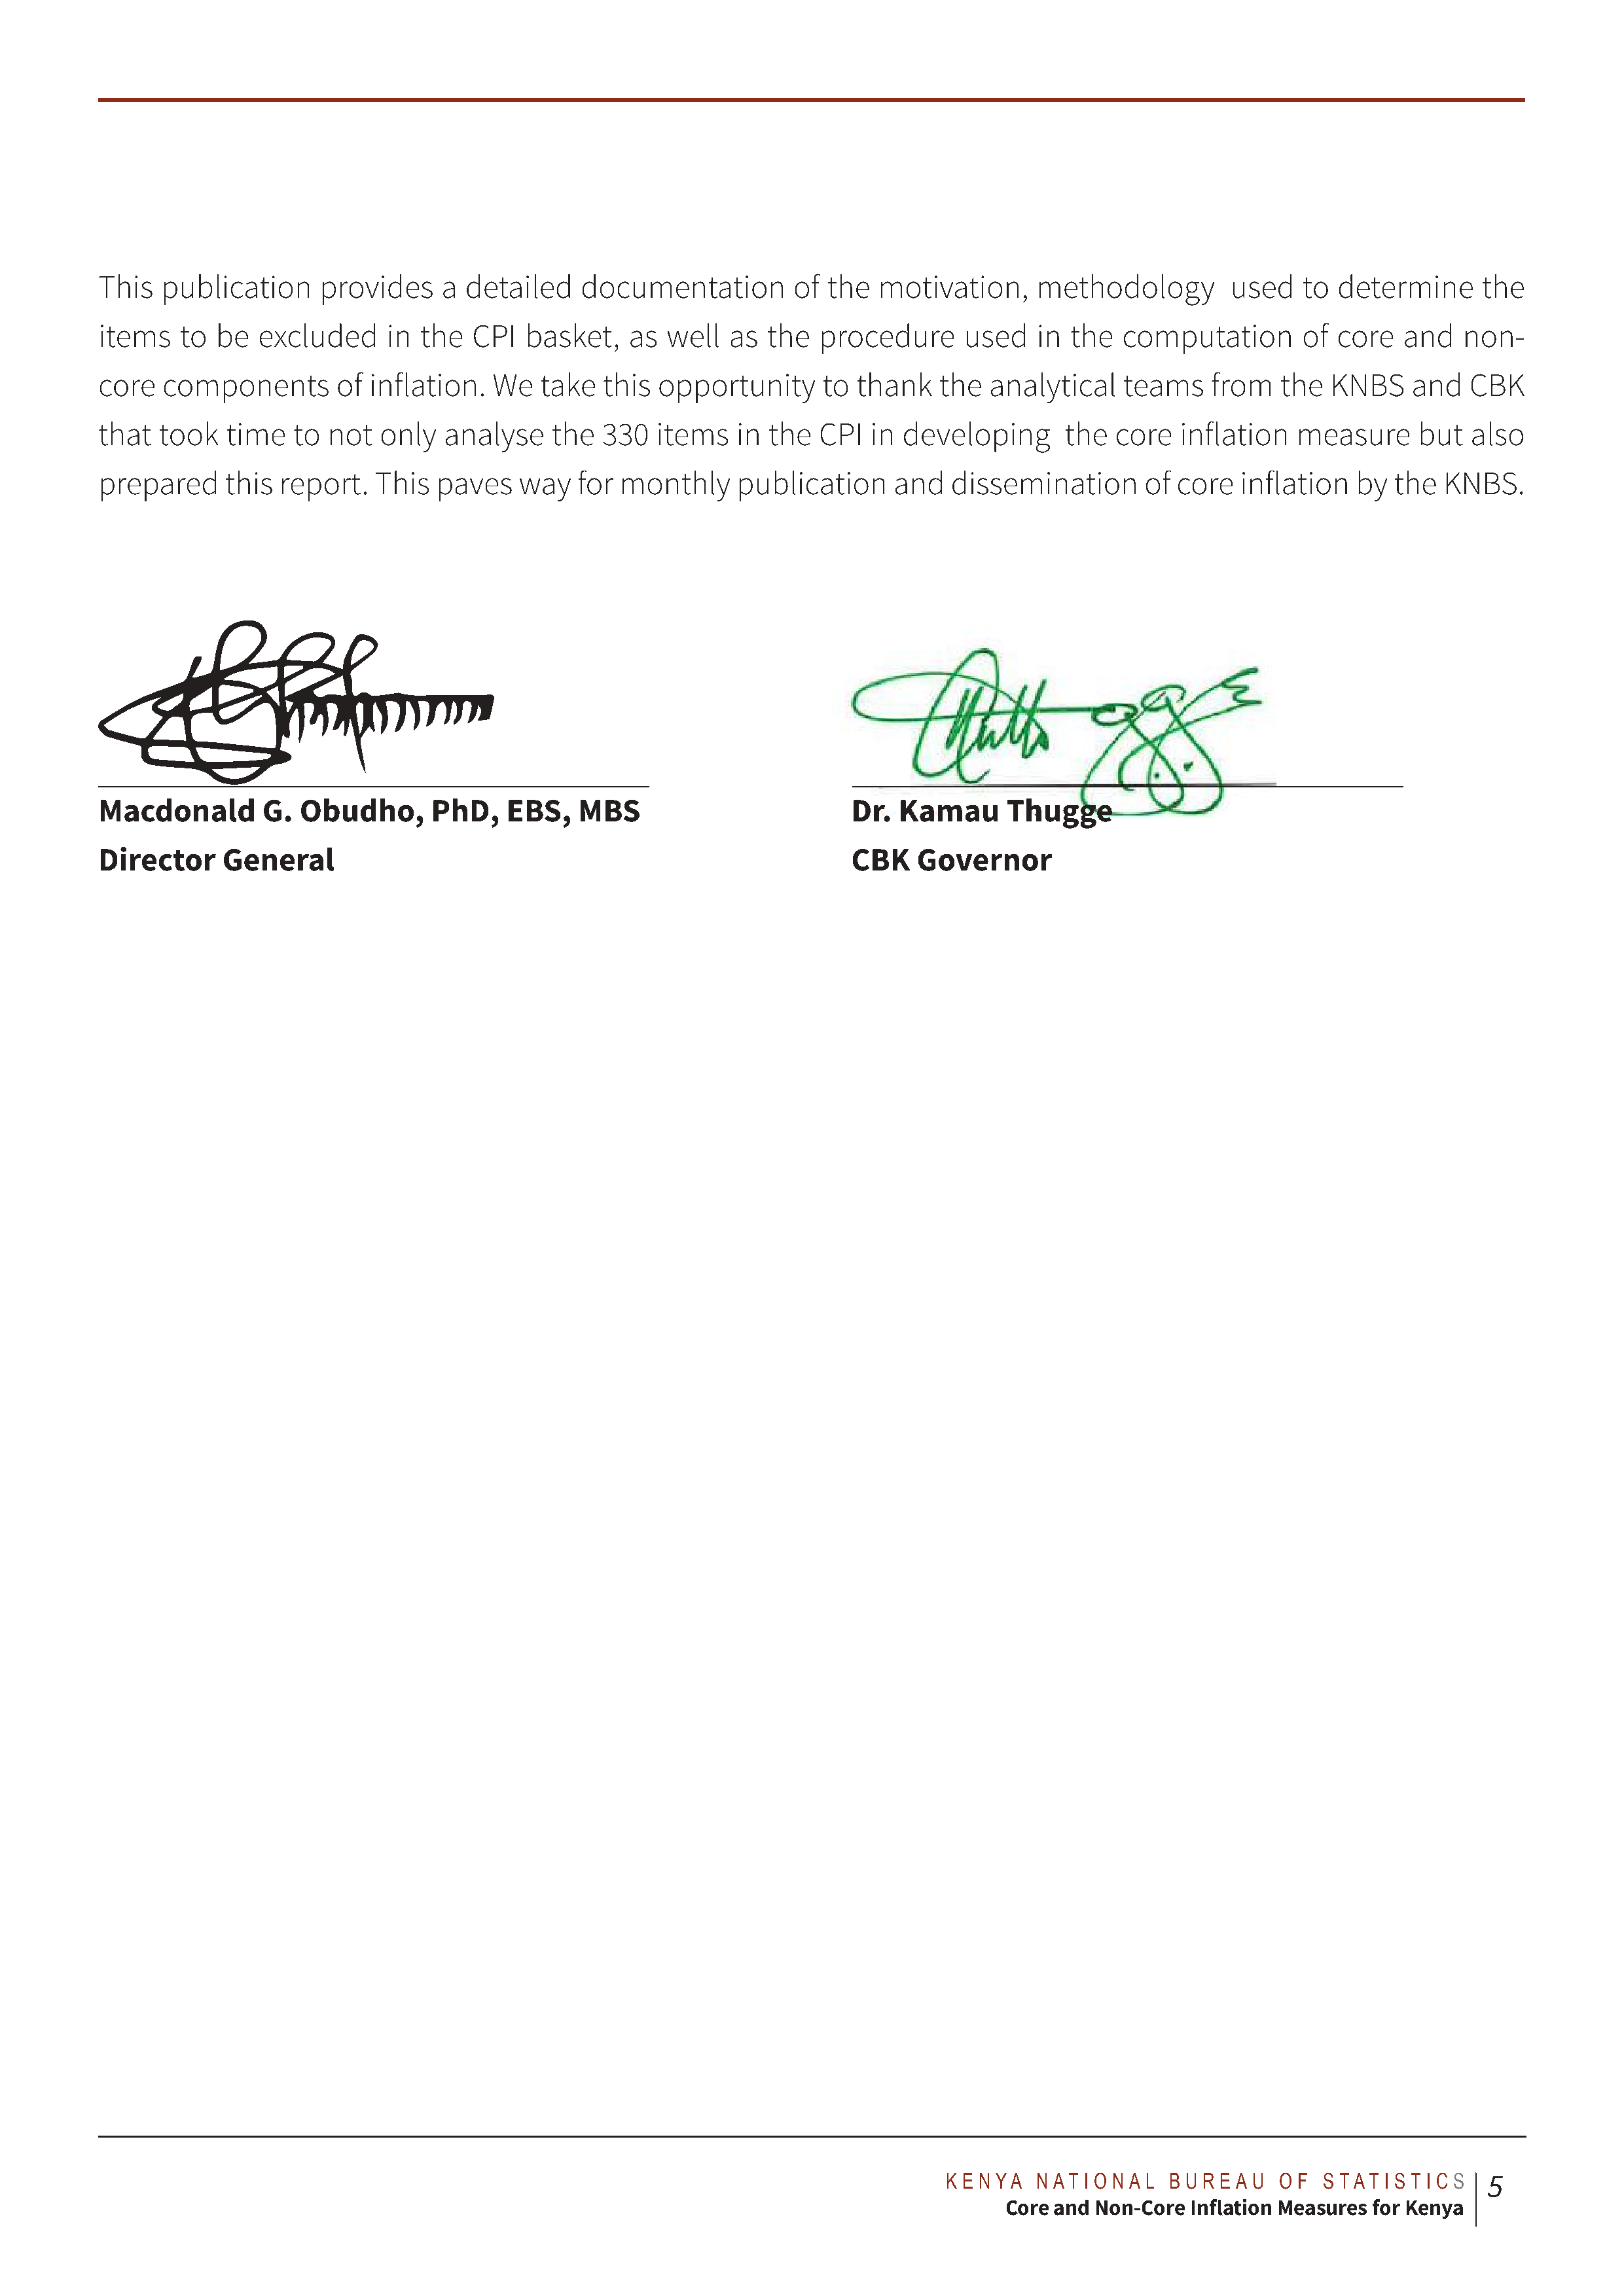 This publication provides a detailed documentation of the motivation, methodology used to determine the
items to be excluded in the CPI basket, as well as the procedure used in the computation of core and non-
core components of inflation. We take this opportunity to thank the analytical teams from the KNBS and CBK
that took time to not only analyse the 330 items in the CPI in developing the core inflation measure but also
prepared this report. This paves way for monthly publication and dissemination of core inflation by the KNBS.
Macdonald G. Obudho, PhD, EBS, MBS
Director General
Dr. Kamau Thugge
CBK Governor
KENYA NATIONAL BUREAU OF STATISTICS
Core and Non-Core Inflation Measures for Kenya
5